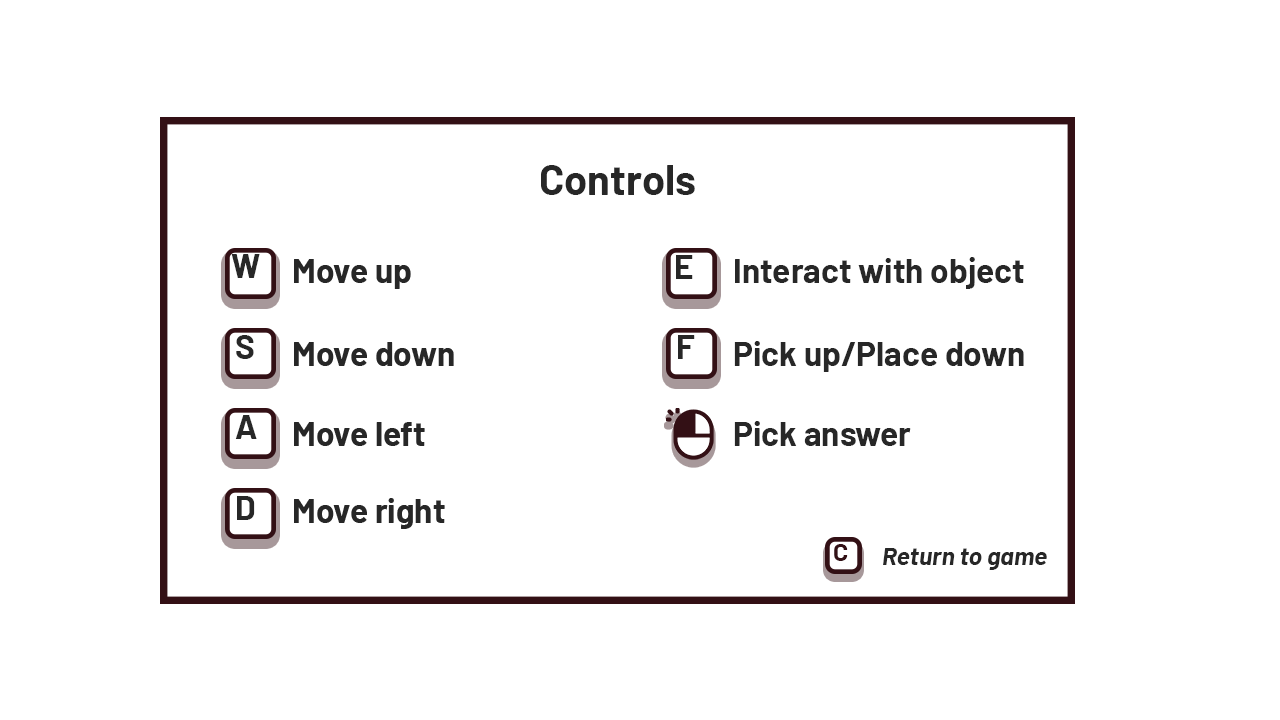 Controls
W Move up
S Move down
A Move left
D Move right
E Interact with object
F Pick up/Place down
Pick answer
C Return to game